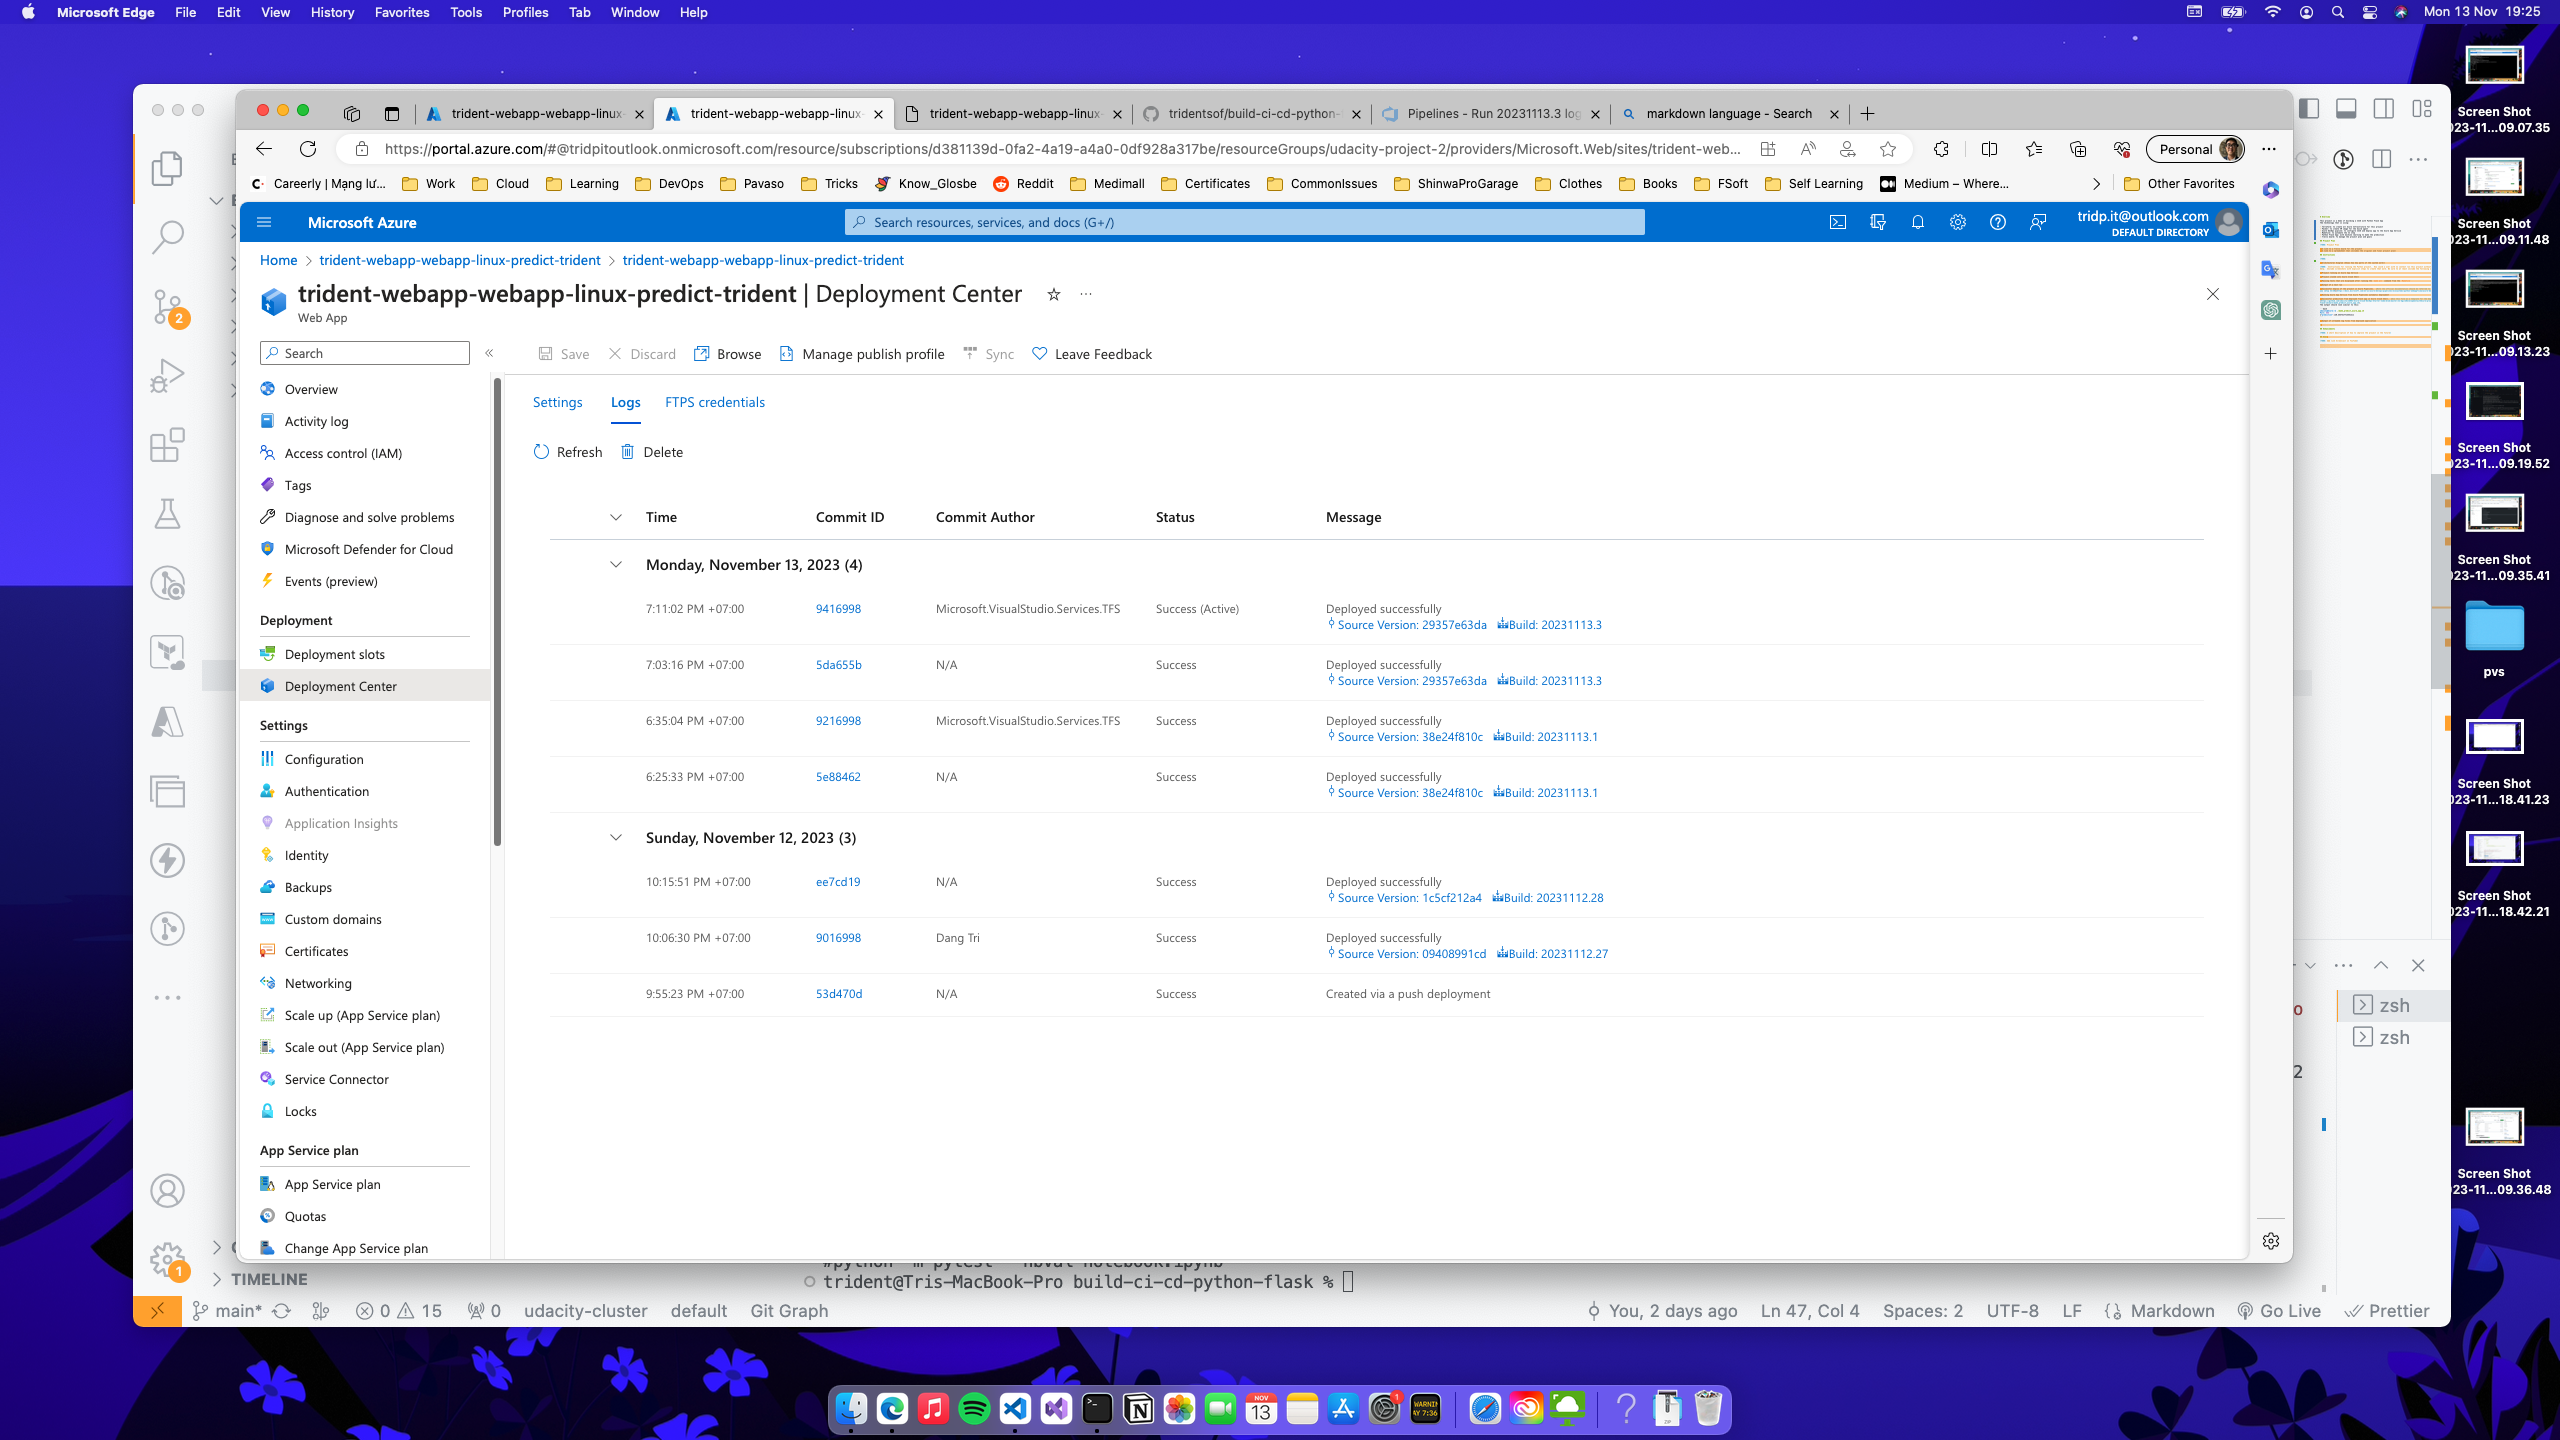 Microsoft Edge File Edit View History Favorites Tools Profiles Tab Window Help Mon 13 Nov 19:25
trident-webapp-webapp-linux- trident-webapp-webapp-linux- trident-webapp-webapp-linux- tridentsof/build-ci-cd-python- Pipelines - Run 20231113.3 log markdown language - Search
https://portal.azure.com/#@tridpitoutlook.onmicrosoft.com/resource/subscriptions/d381139d-0fa2-4a19-a4a0-0df928a317be/resourceGroups/udacity-project-2/providers/Microsoft.Web/sites/trident-web... Personal
Careerly | Mạng lư... Work Cloud Learning DevOps Pavaso Tricks Know_Glosbe Reddit Medimall Certificates CommonIssues ShinwaProGarage Clothes Books FSoft Self Learning Medium – Where... Other Favorites
Microsoft Azure
Search resources, services, and docs (G+/)
tridp.it@outlook.com
DEFAULT DIRECTORY
Home > trident-webapp-webapp-linux-predict-trident > trident-webapp-webapp-linux-predict-trident
trident-webapp-webapp-linux-predict-trident | Deployment Center
Web App
Search
Save Discard Browse Manage publish profile Sync Leave Feedback
Overview
Activity log
Access control (IAM)
Tags
Diagnose and solve problems
Microsoft Defender for Cloud
Events (preview)
Deployment
Deployment slots
Deployment Center
Settings
Configuration
Authentication
Application Insights
Identity
Backups
Custom domains
Certificates
Networking
Scale up (App Service plan)
Scale out (App Service plan)
Service Connector
Locks
App Service plan
App Service plan
Quotas
Change App Service plan
Settings Logs FTPS credentials
Refresh Delete
Time Commit ID Commit Author Status Message
Monday, November 13, 2023 (4)
7:11:02 PM +07:00 9416998 Microsoft.VisualStudio.Services.TFS Success (Active) Deployed successfully
Source Version: 29357e63da Build: 20231113.3
7:03:16 PM +07:00 5da655b N/A Success Deployed successfully
Source Version: 29357e63da Build: 20231113.3
6:35:04 PM +07:00 9216998 Microsoft.VisualStudio.Services.TFS Success Deployed successfully
Source Version: 38e24f810c Build: 20231113.1
6:25:33 PM +07:00 5e88462 N/A Success Deployed successfully
Source Version: 38e24f810c Build: 20231113.1
Sunday, November 12, 2023 (3)
10:15:51 PM +07:00 ee7cd19 N/A Success Deployed successfully
Source Version: 1c5cf212a4 Build: 20231112.28
10:06:30 PM +07:00 9016998 Dang Tri Success Deployed successfully
Source Version: 09408991cd Build: 20231112.27
9:55:23 PM +07:00 53d470d N/A Success Created via a push deployment
Screen Shot
23-11...09.07.35
Screen Shot
23-11...09.11.48
Screen Shot
23-11...09.13.23
Screen Shot
23-11...09.19.52
Screen Shot
23-11...09.35.41
pvs
Screen Shot
23-11...18.41.23
Screen Shot
23-11...18.42.21
Screen Shot
23-11...09.36.48
2
1
zsh
zsh
2
TIMELINE
trident@Tris-MacBook-Pro build-ci-cd-python-flask %
main* 0 15 0 udacity-cluster default Git Graph You, 2 days ago Ln 47, Col 4 Spaces: 2 UTF-8 LF Markdown Go Live Prettier
NOV
13
1